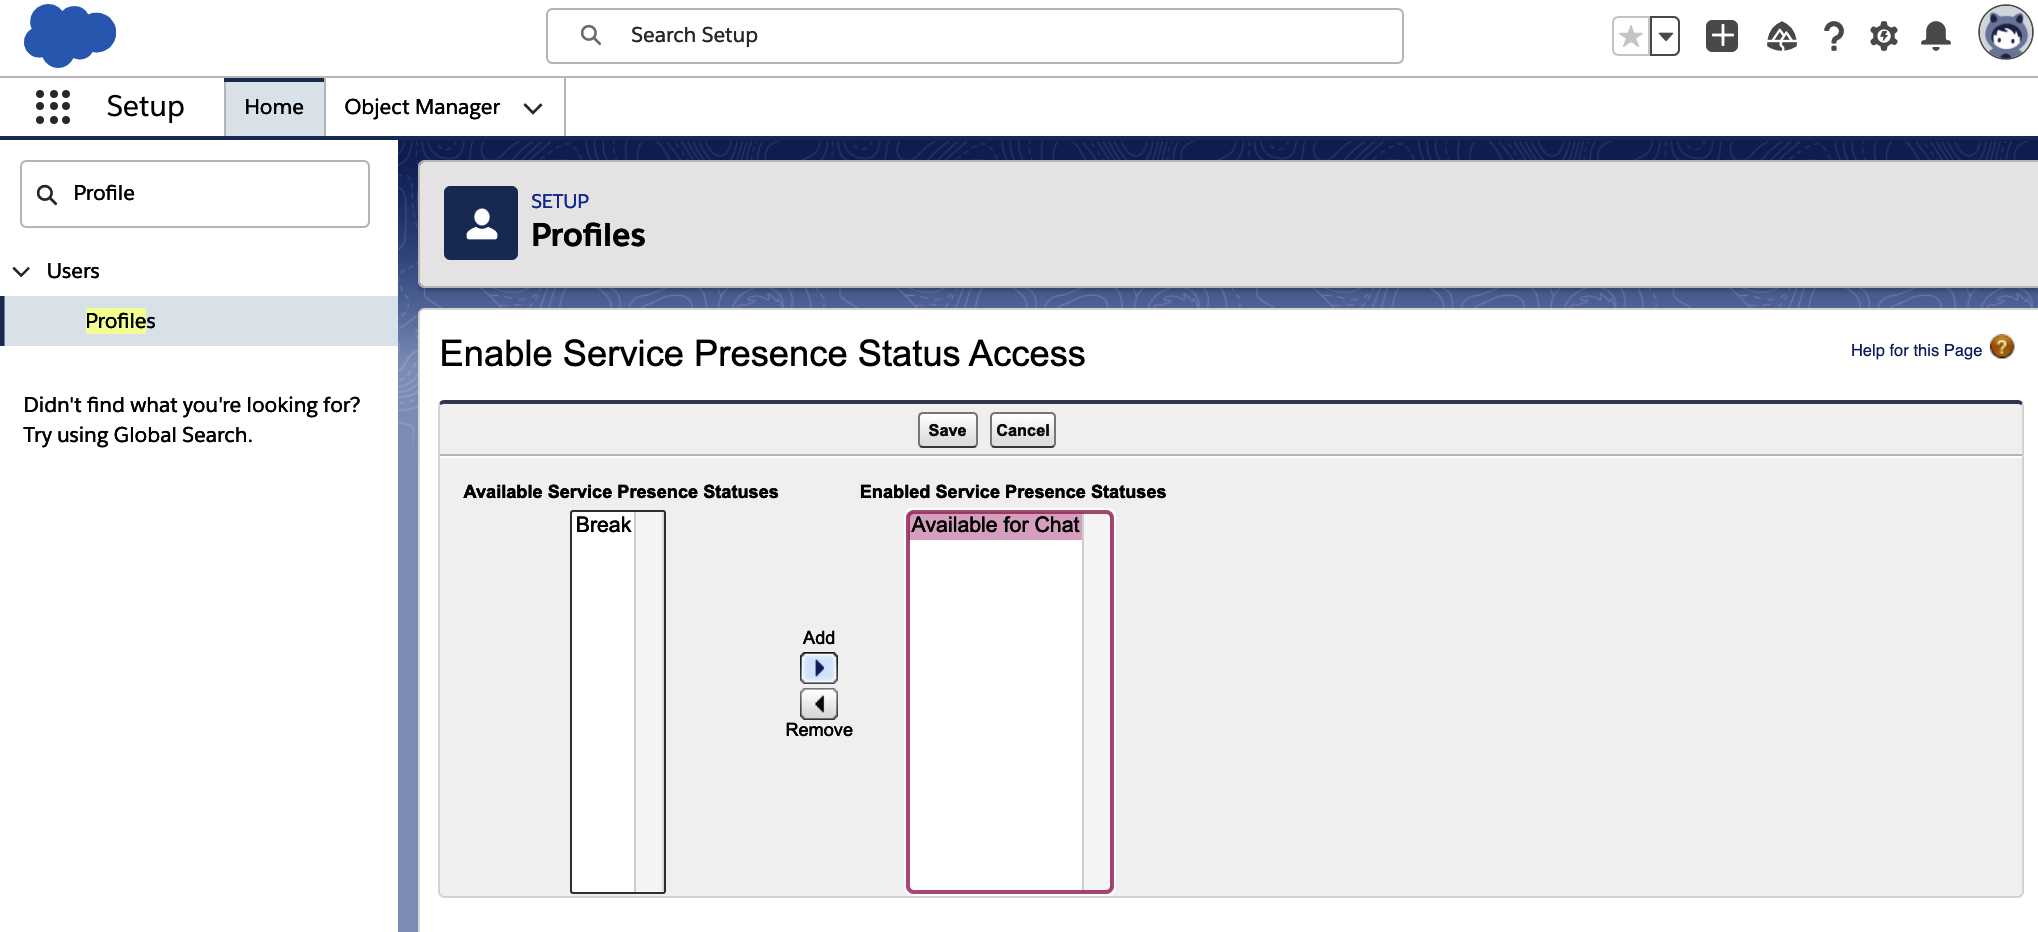 Search Setup
Setup
Home
Object Manager
Profile
Users
Profiles
Didn't find what you're looking for?
Try using Global Search.
SETUP
Profiles
Enable Service Presence Status Access
Help for this Page ?
Save
Cancel
Available Service Presence Statuses
Enabled Service Presence Statuses
Break
Available for Chat
Add
Remove